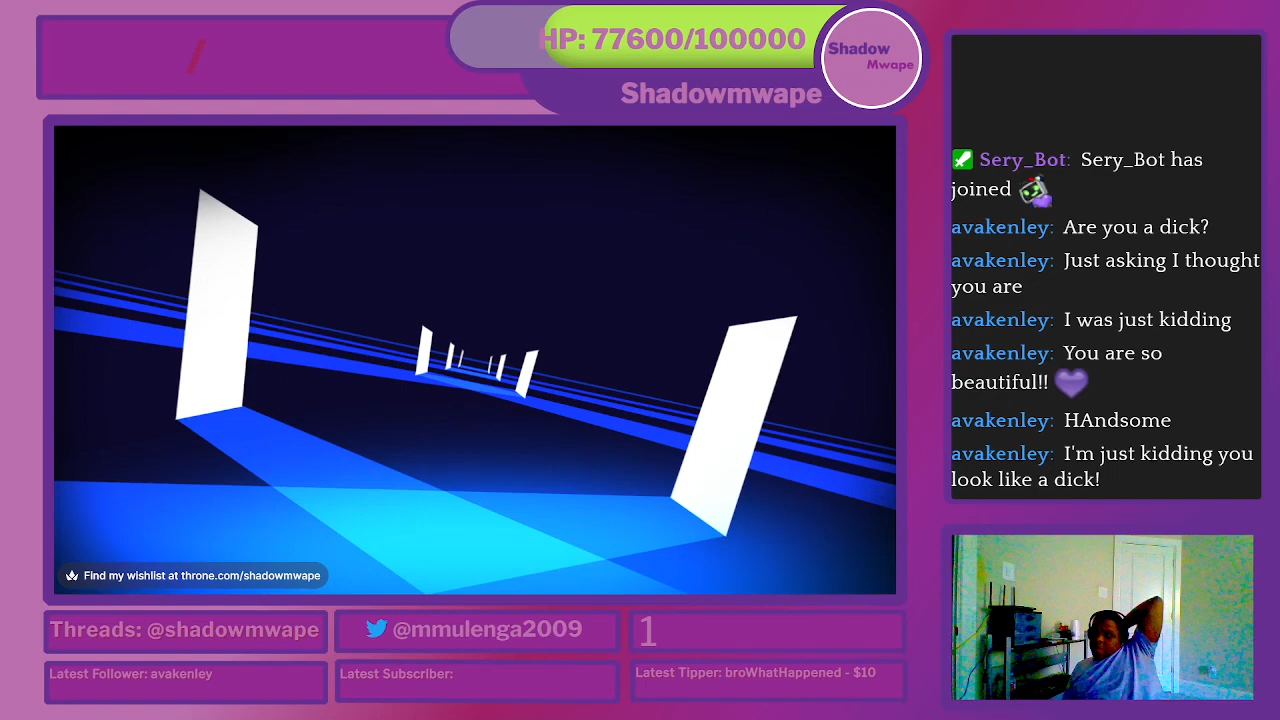 /
HP: 77600/100000
Shadow
Mwape
Shadowmwape
Sery_Bot: Sery_Bot has
joined
avakenley: Are you a dick?
avakenley: Just asking I thought
you are
avakenley: I was just kidding
avakenley: You are so
beautiful!!
avakenley: HAndsome
avakenley: I'm just kidding you
look like a dick!
Find my wishlist at throne.com/shadowmwape
Threads: @shadowmwape
@mmulenga2009
1
Latest Follower: avakenley
Latest Subscriber:
Latest Tipper: broWhatHappened - $10